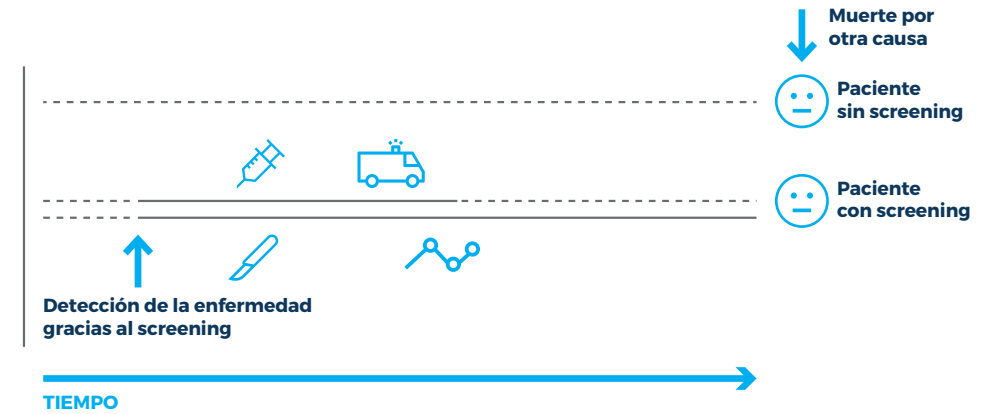 Muerte por
otra causa
Paciente
sin screening
Paciente
con screening
Detección de la enfermedad
gracias al screening
TIEMPO